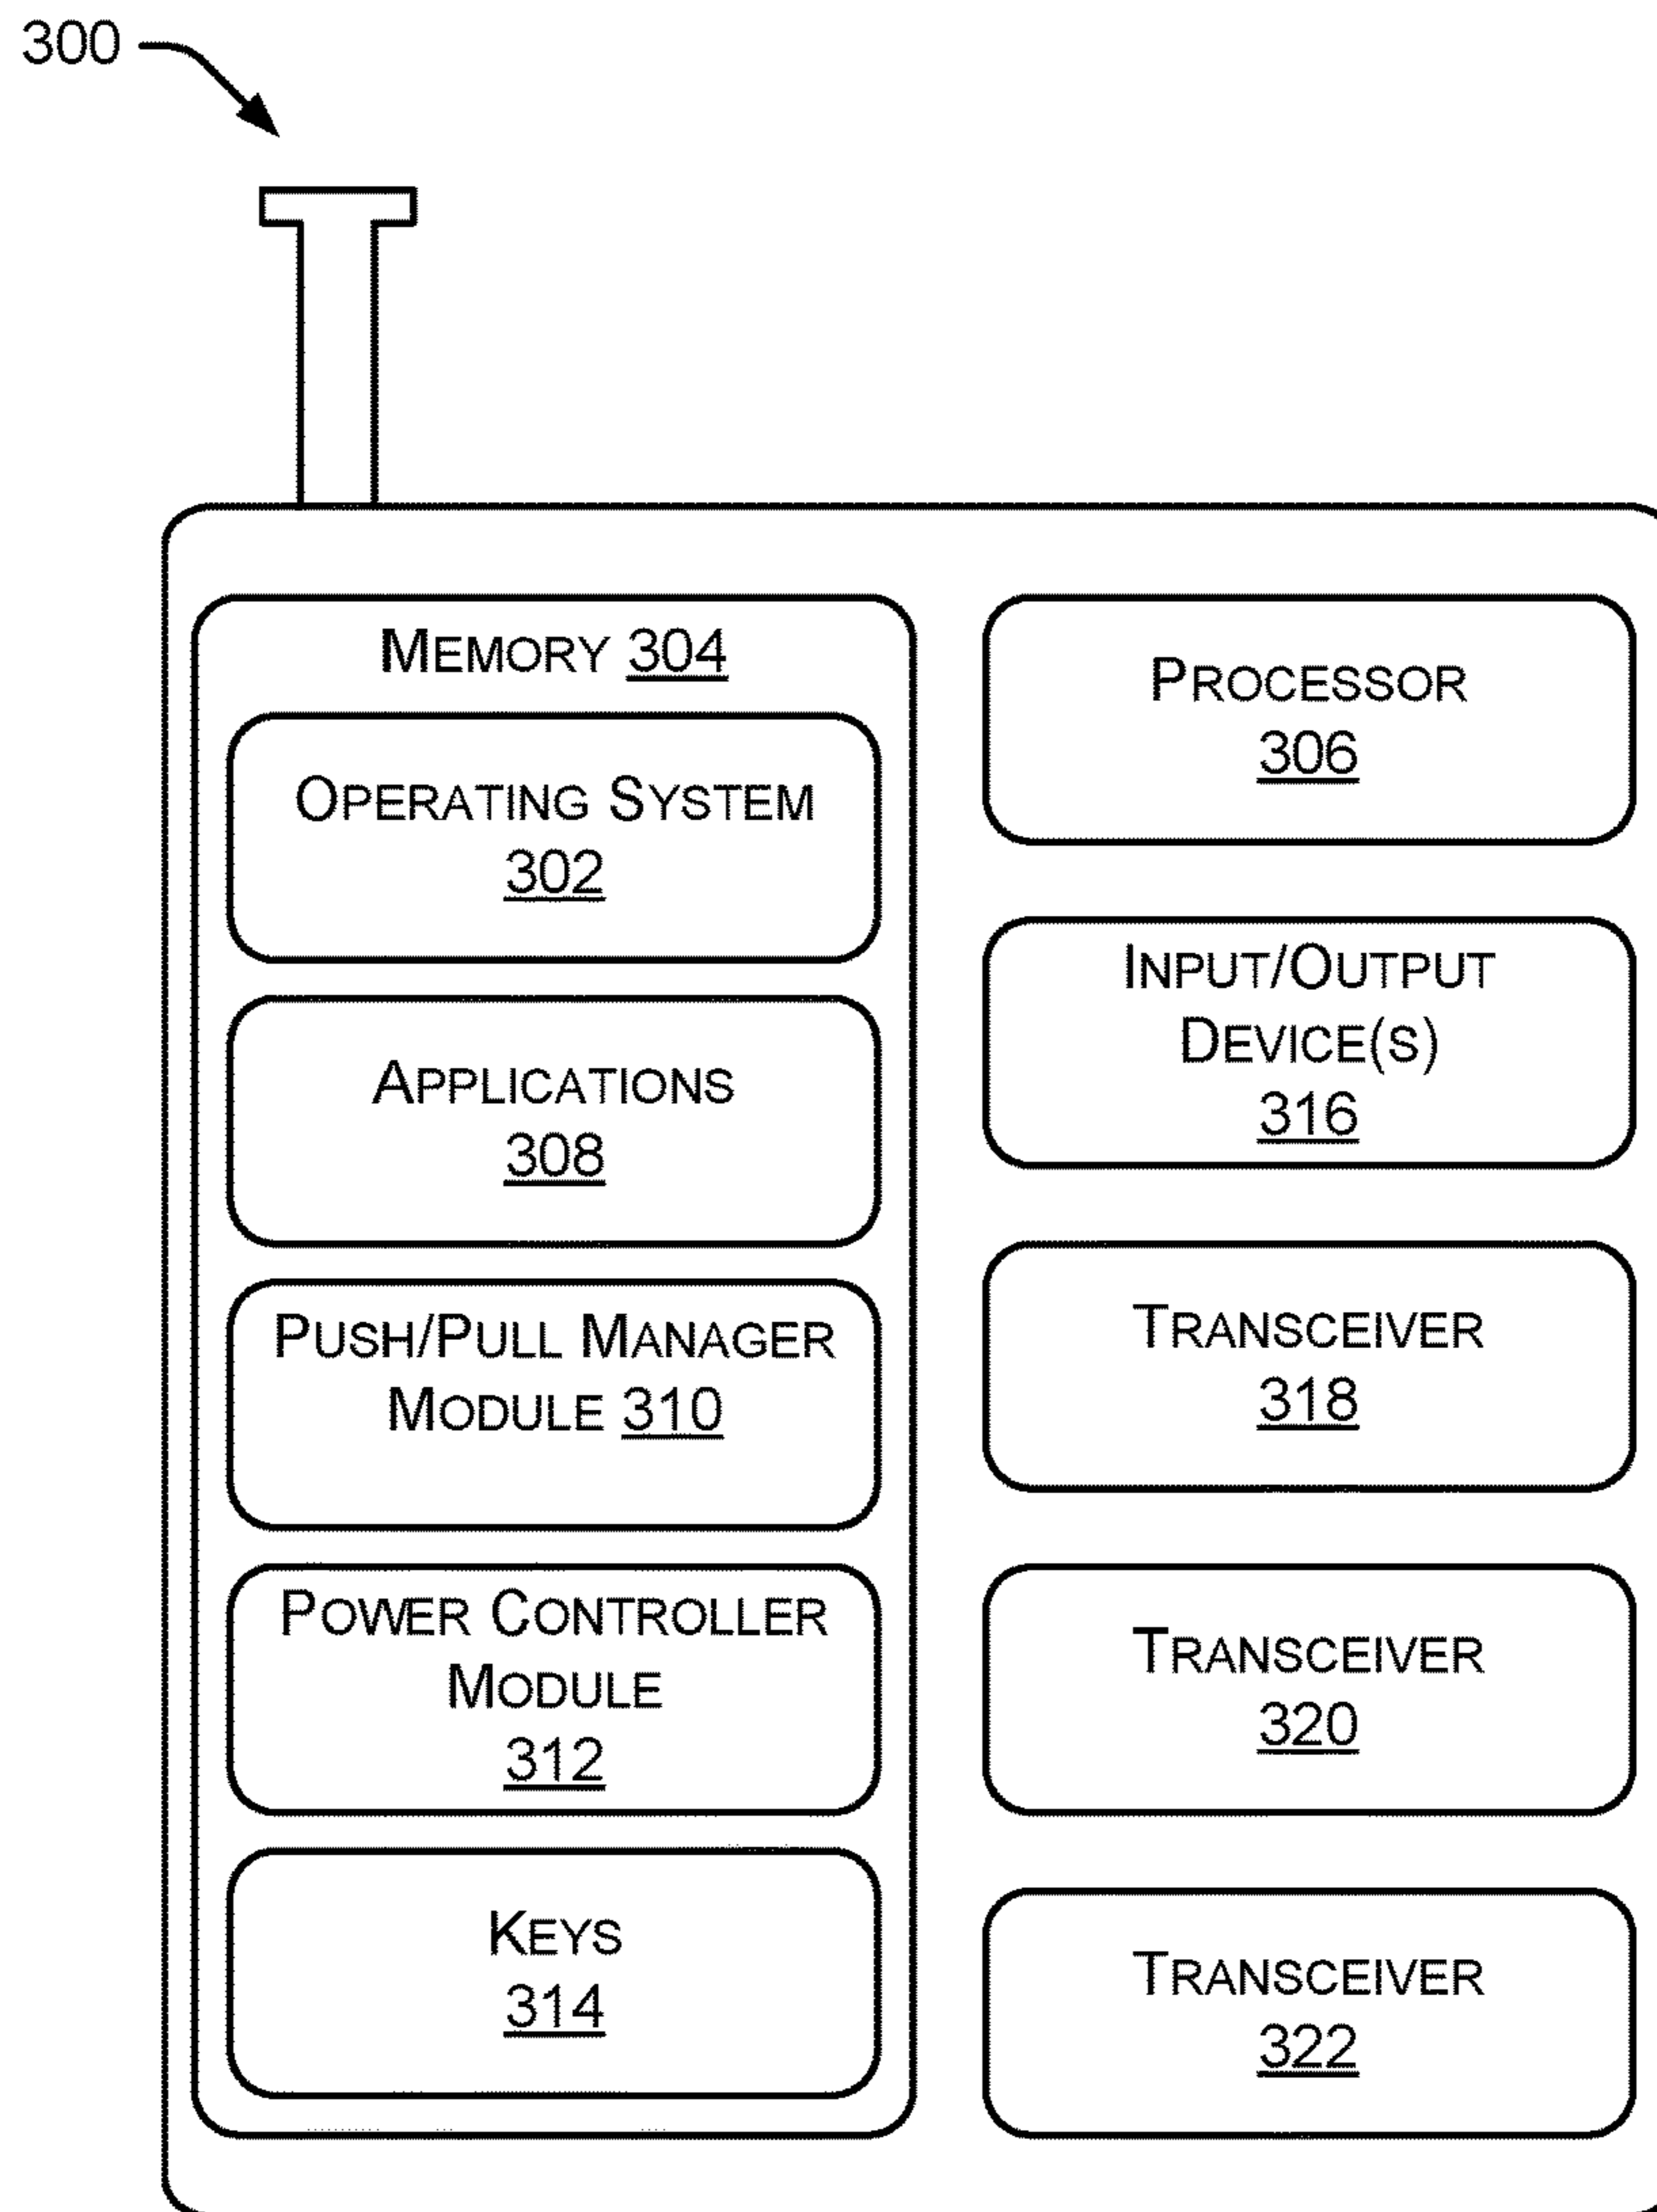 300
MEMORY 304
OPERATING SYSTEM
302
APPLICATIONS
308
PUSH/PULL MANAGER
MODULE 310
POWER CONTROLLER
MODULE
312
KEYS
314
PROCESSOR
306
INPUT/OUTPUT
DEVICE(S)
316
TRANSCEIVER
318
TRANSCEIVER
320
TRANSCEIVER
322